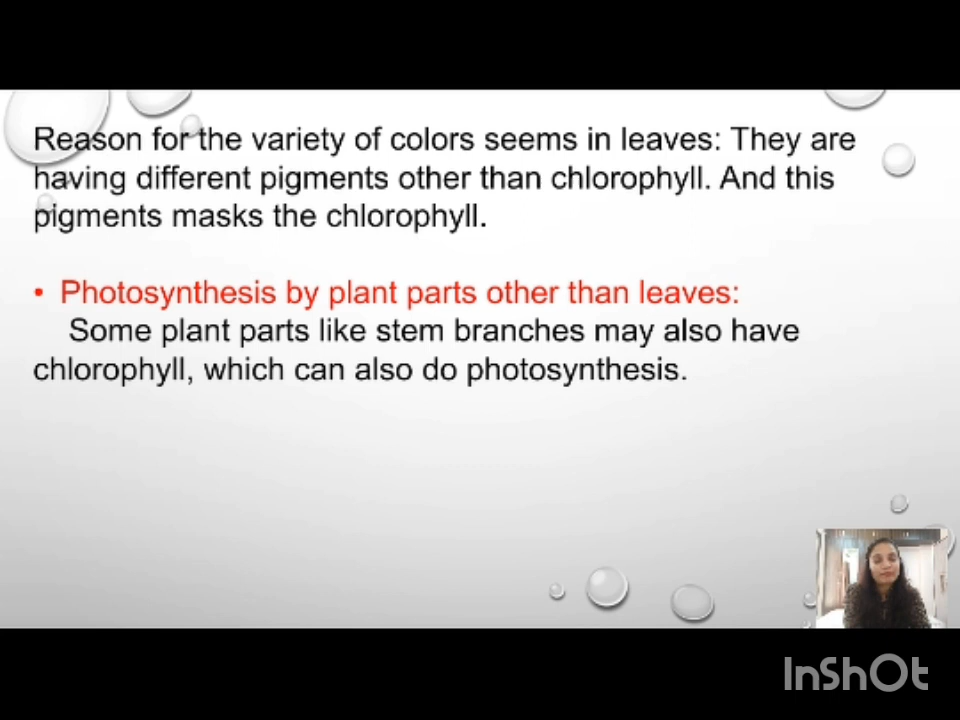 Reason for the variety of colors seems in leaves: They are
having different pigments other than chlorophyll. And this
pigments masks the chlorophyll.
• Photosynthesis by plant parts other than leaves:
Some plant parts like stem branches may also have
chlorophyll, which can also do photosynthesis.
InShOt